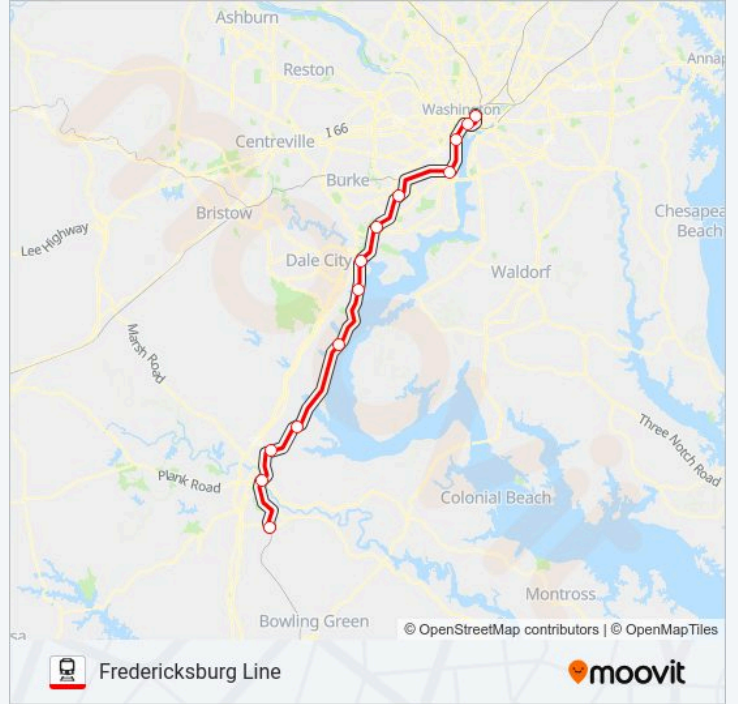 Ashburn
Reston
Annap
Washington
I 66
Centreville
Burke
Bristow
Chesapea
Beach
Lee Highway
Dale City
Waldorf
Marsh Road
Three Notch Road
Plank Road
Colonial Beach
Montross
Bowling Green
© OpenStreetMap contributors | © OpenMapTiles
sa
Fredericksburg Line
moovit